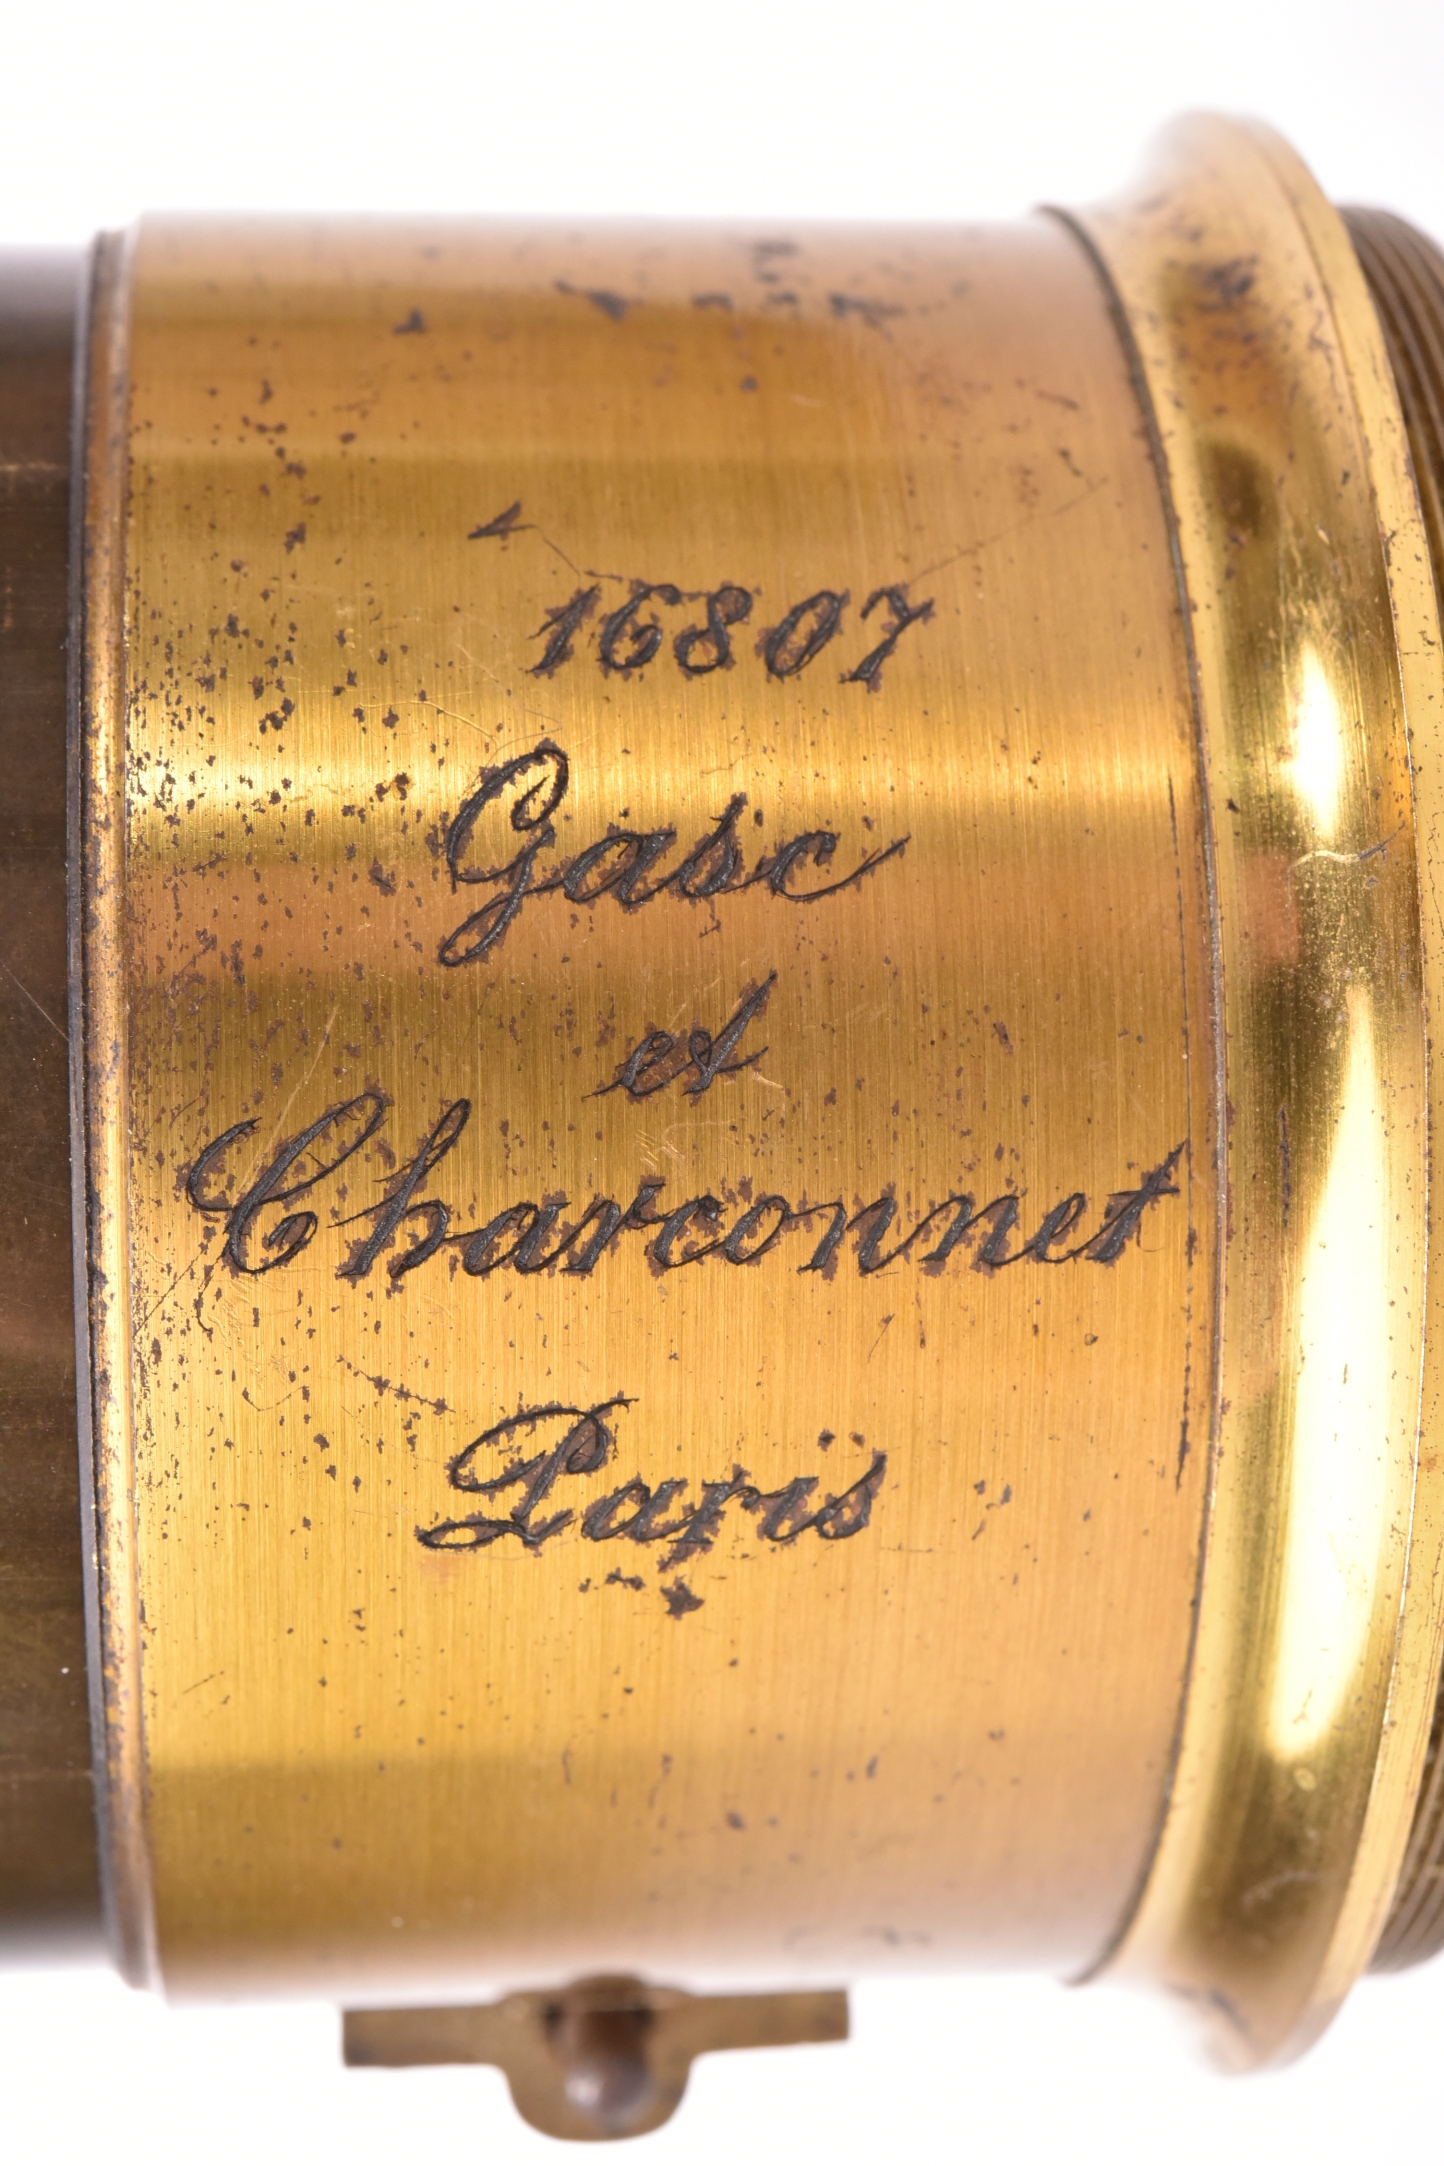 16807
Gasc
et
Charconnet
Paris